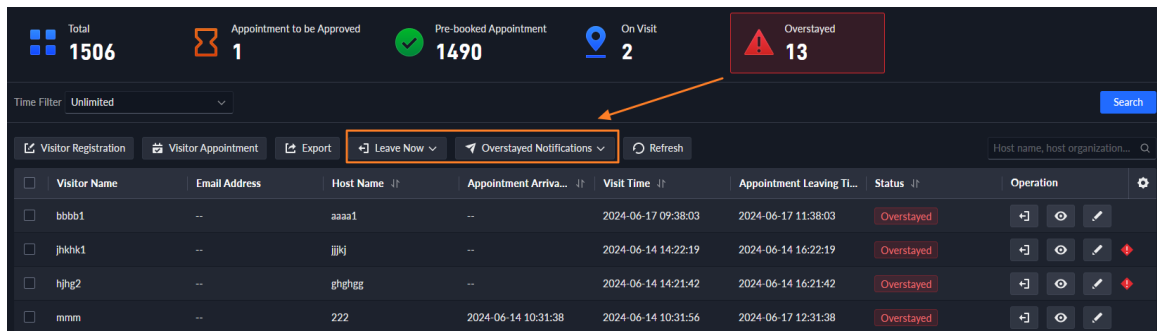 Total Appointment to be Approved Pre-booked Appointment On Visit Overstayed
1506 1 1490 2 13
Time Filter Unlimited Search
Visitor Registration Visitor Appointment Export Leave Now Overstayed Notifications Refresh Host name, host organization...
Visitor Name Email Address Host Name Appointment Arriva... Visit Time Appointment Leaving Ti... Status Operation
bbbb1 -- aaaa1 -- 2024-06-17 09:38:03 2024-06-17 11:38:03 Overstayed
jhkhk1 -- jjjkj -- 2024-06-14 14:22:19 2024-06-14 16:22:19 Overstayed
hjhg2 -- ghghgg -- 2024-06-14 14:21:42 2024-06-14 16:21:42 Overstayed
mmm -- 222 2024-06-14 10:31:38 2024-06-14 10:31:56 2024-06-17 12:31:38 Overstayed